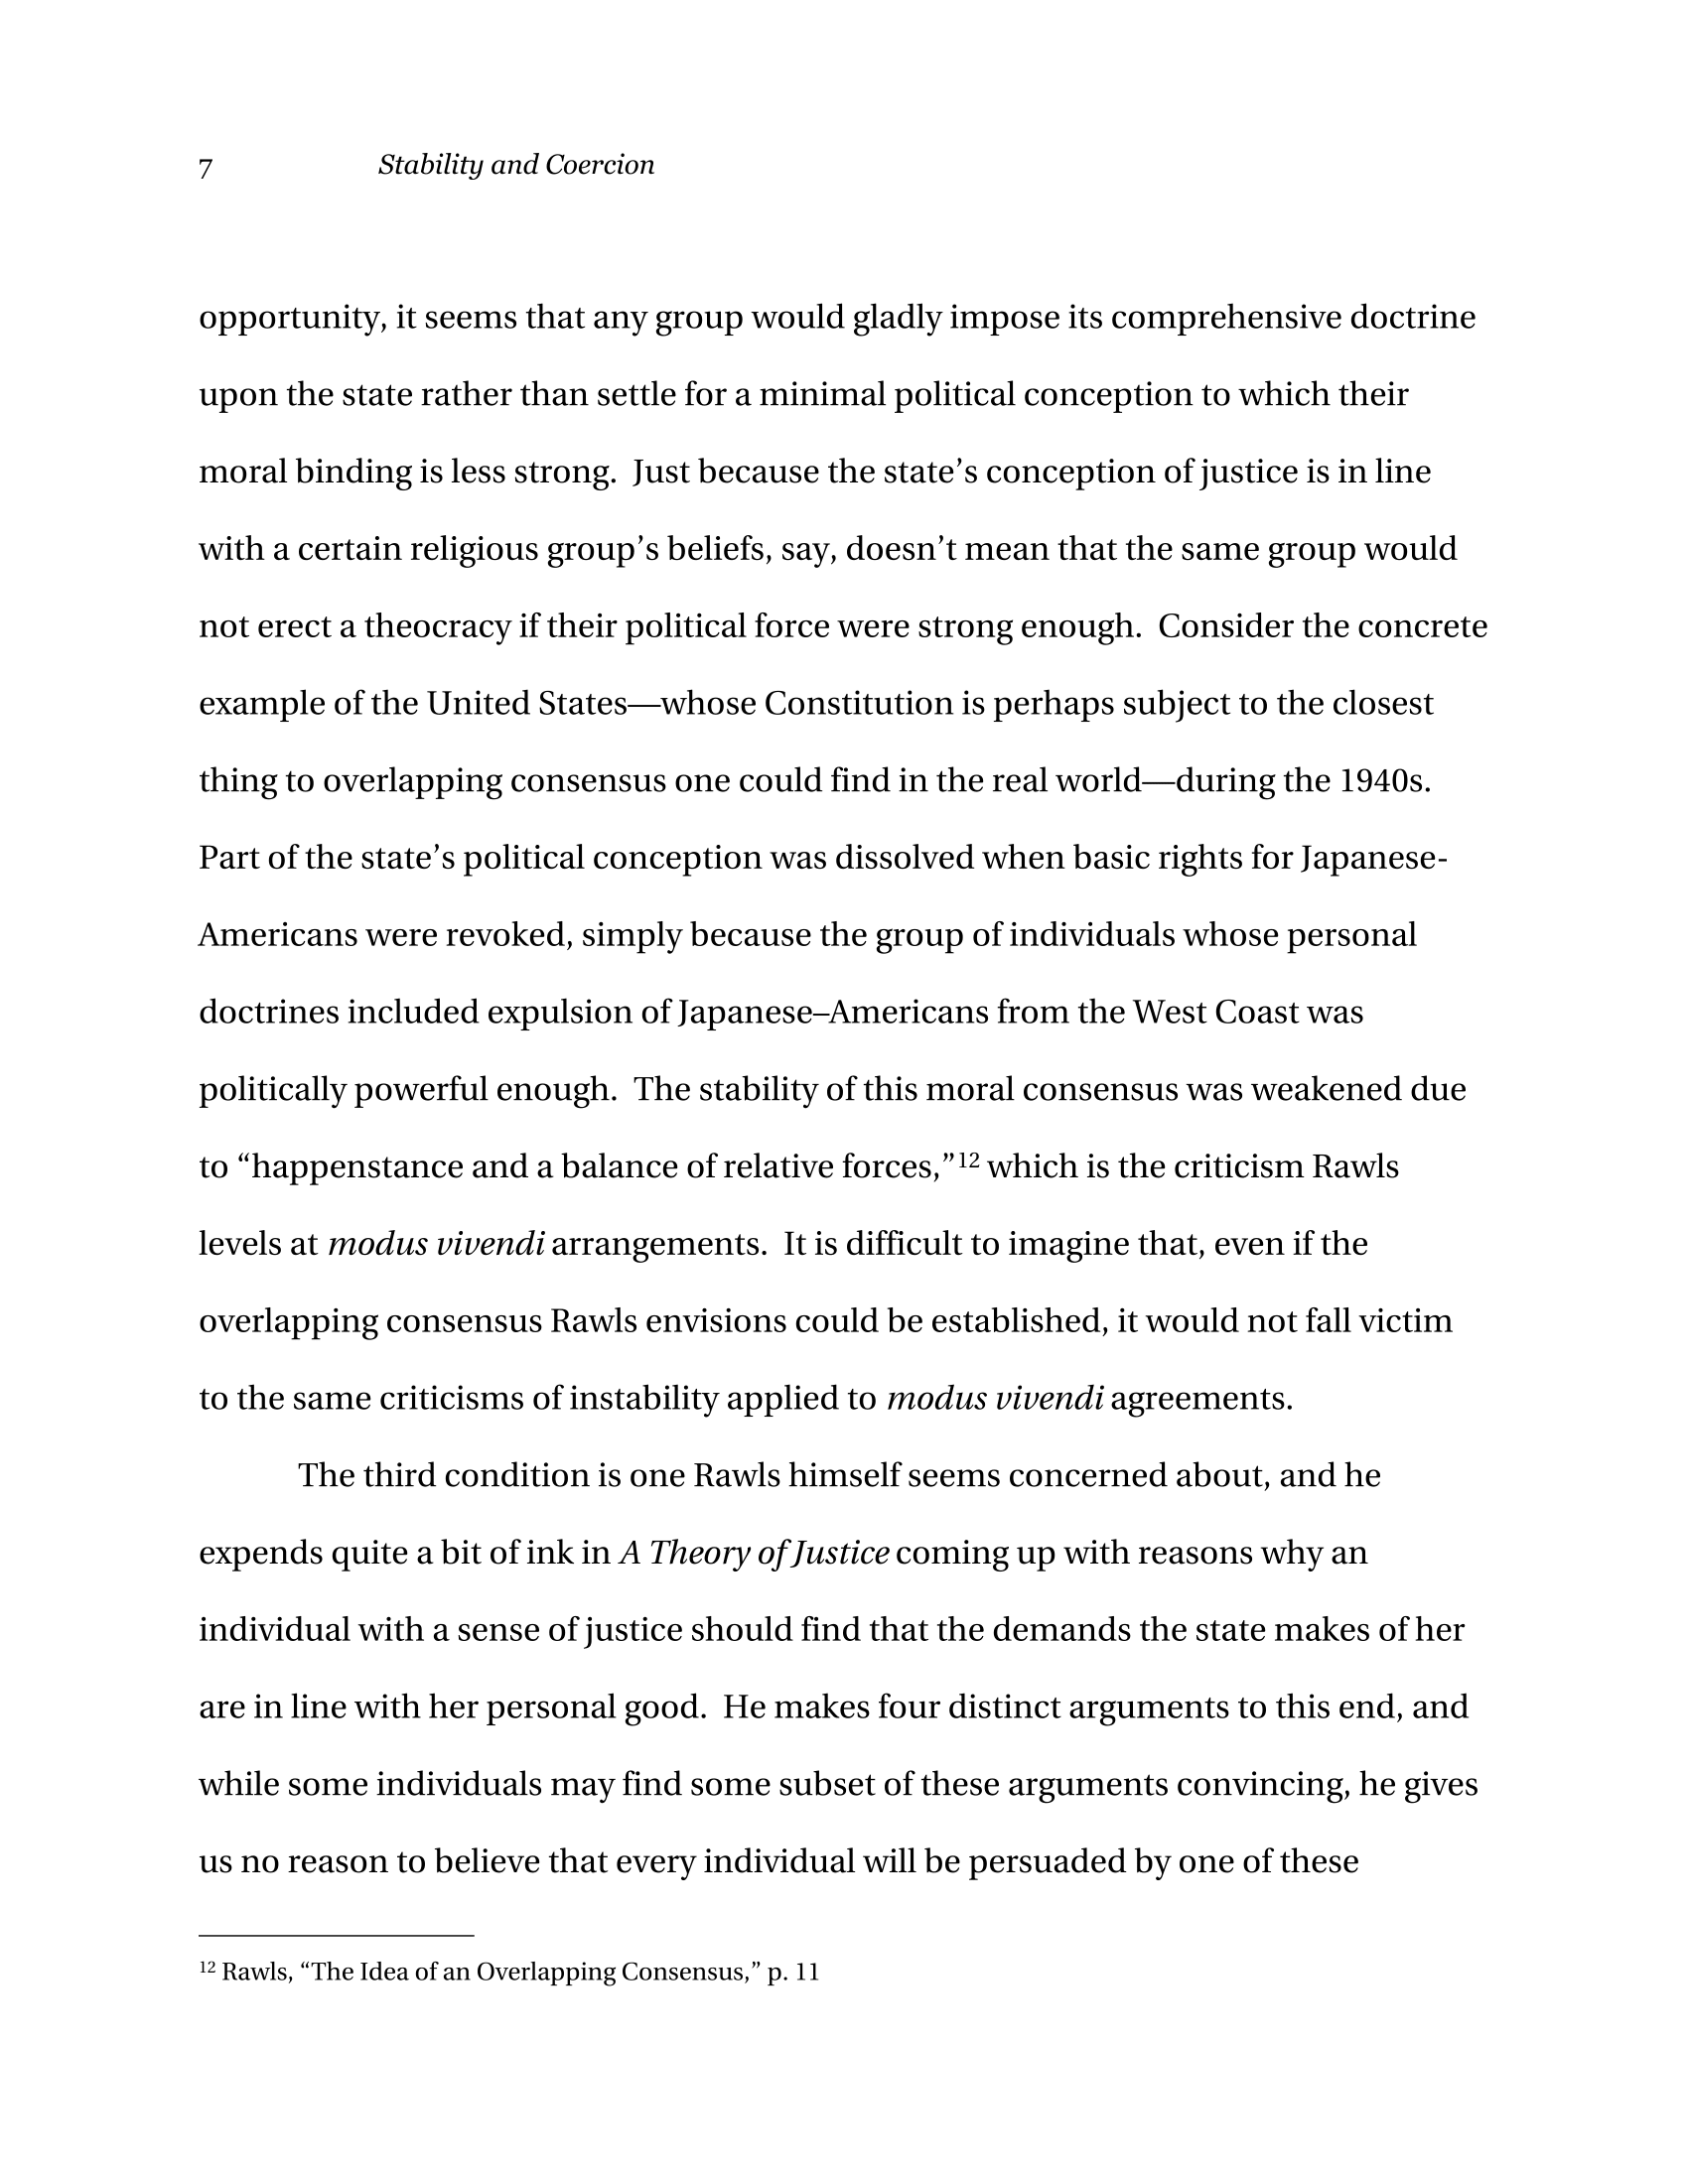 7 Stability and Coercion
opportunity, it seems that any group would gladly impose its comprehensive doctrine
upon the state rather than settle for a minimal political conception to which their
moral binding is less strong.  Just because the state’s conception of justice is in line
with a certain religious group’s beliefs, say, doesn’t mean that the same group would
not erect a theocracy if their political force were strong enough.  Consider the concrete
example of the United States—whose Constitution is perhaps subject to the closest
thing to overlapping consensus one could find in the real world—during the 1940s.
Part of the state’s political conception was dissolved when basic rights for Japanese-
Americans were revoked, simply because the group of individuals whose personal
doctrines included expulsion of Japanese–Americans from the West Coast was
politically powerful enough.  The stability of this moral consensus was weakened due
to “happenstance and a balance of relative forces,”¹² which is the criticism Rawls
levels at modus vivendi arrangements.  It is difficult to imagine that, even if the
overlapping consensus Rawls envisions could be established, it would not fall victim
to the same criticisms of instability applied to modus vivendi agreements.
The third condition is one Rawls himself seems concerned about, and he
expends quite a bit of ink in A Theory of Justice coming up with reasons why an
individual with a sense of justice should find that the demands the state makes of her
are in line with her personal good.  He makes four distinct arguments to this end, and
while some individuals may find some subset of these arguments convincing, he gives
us no reason to believe that every individual will be persuaded by one of these
¹² Rawls, “The Idea of an Overlapping Consensus,” p. 11